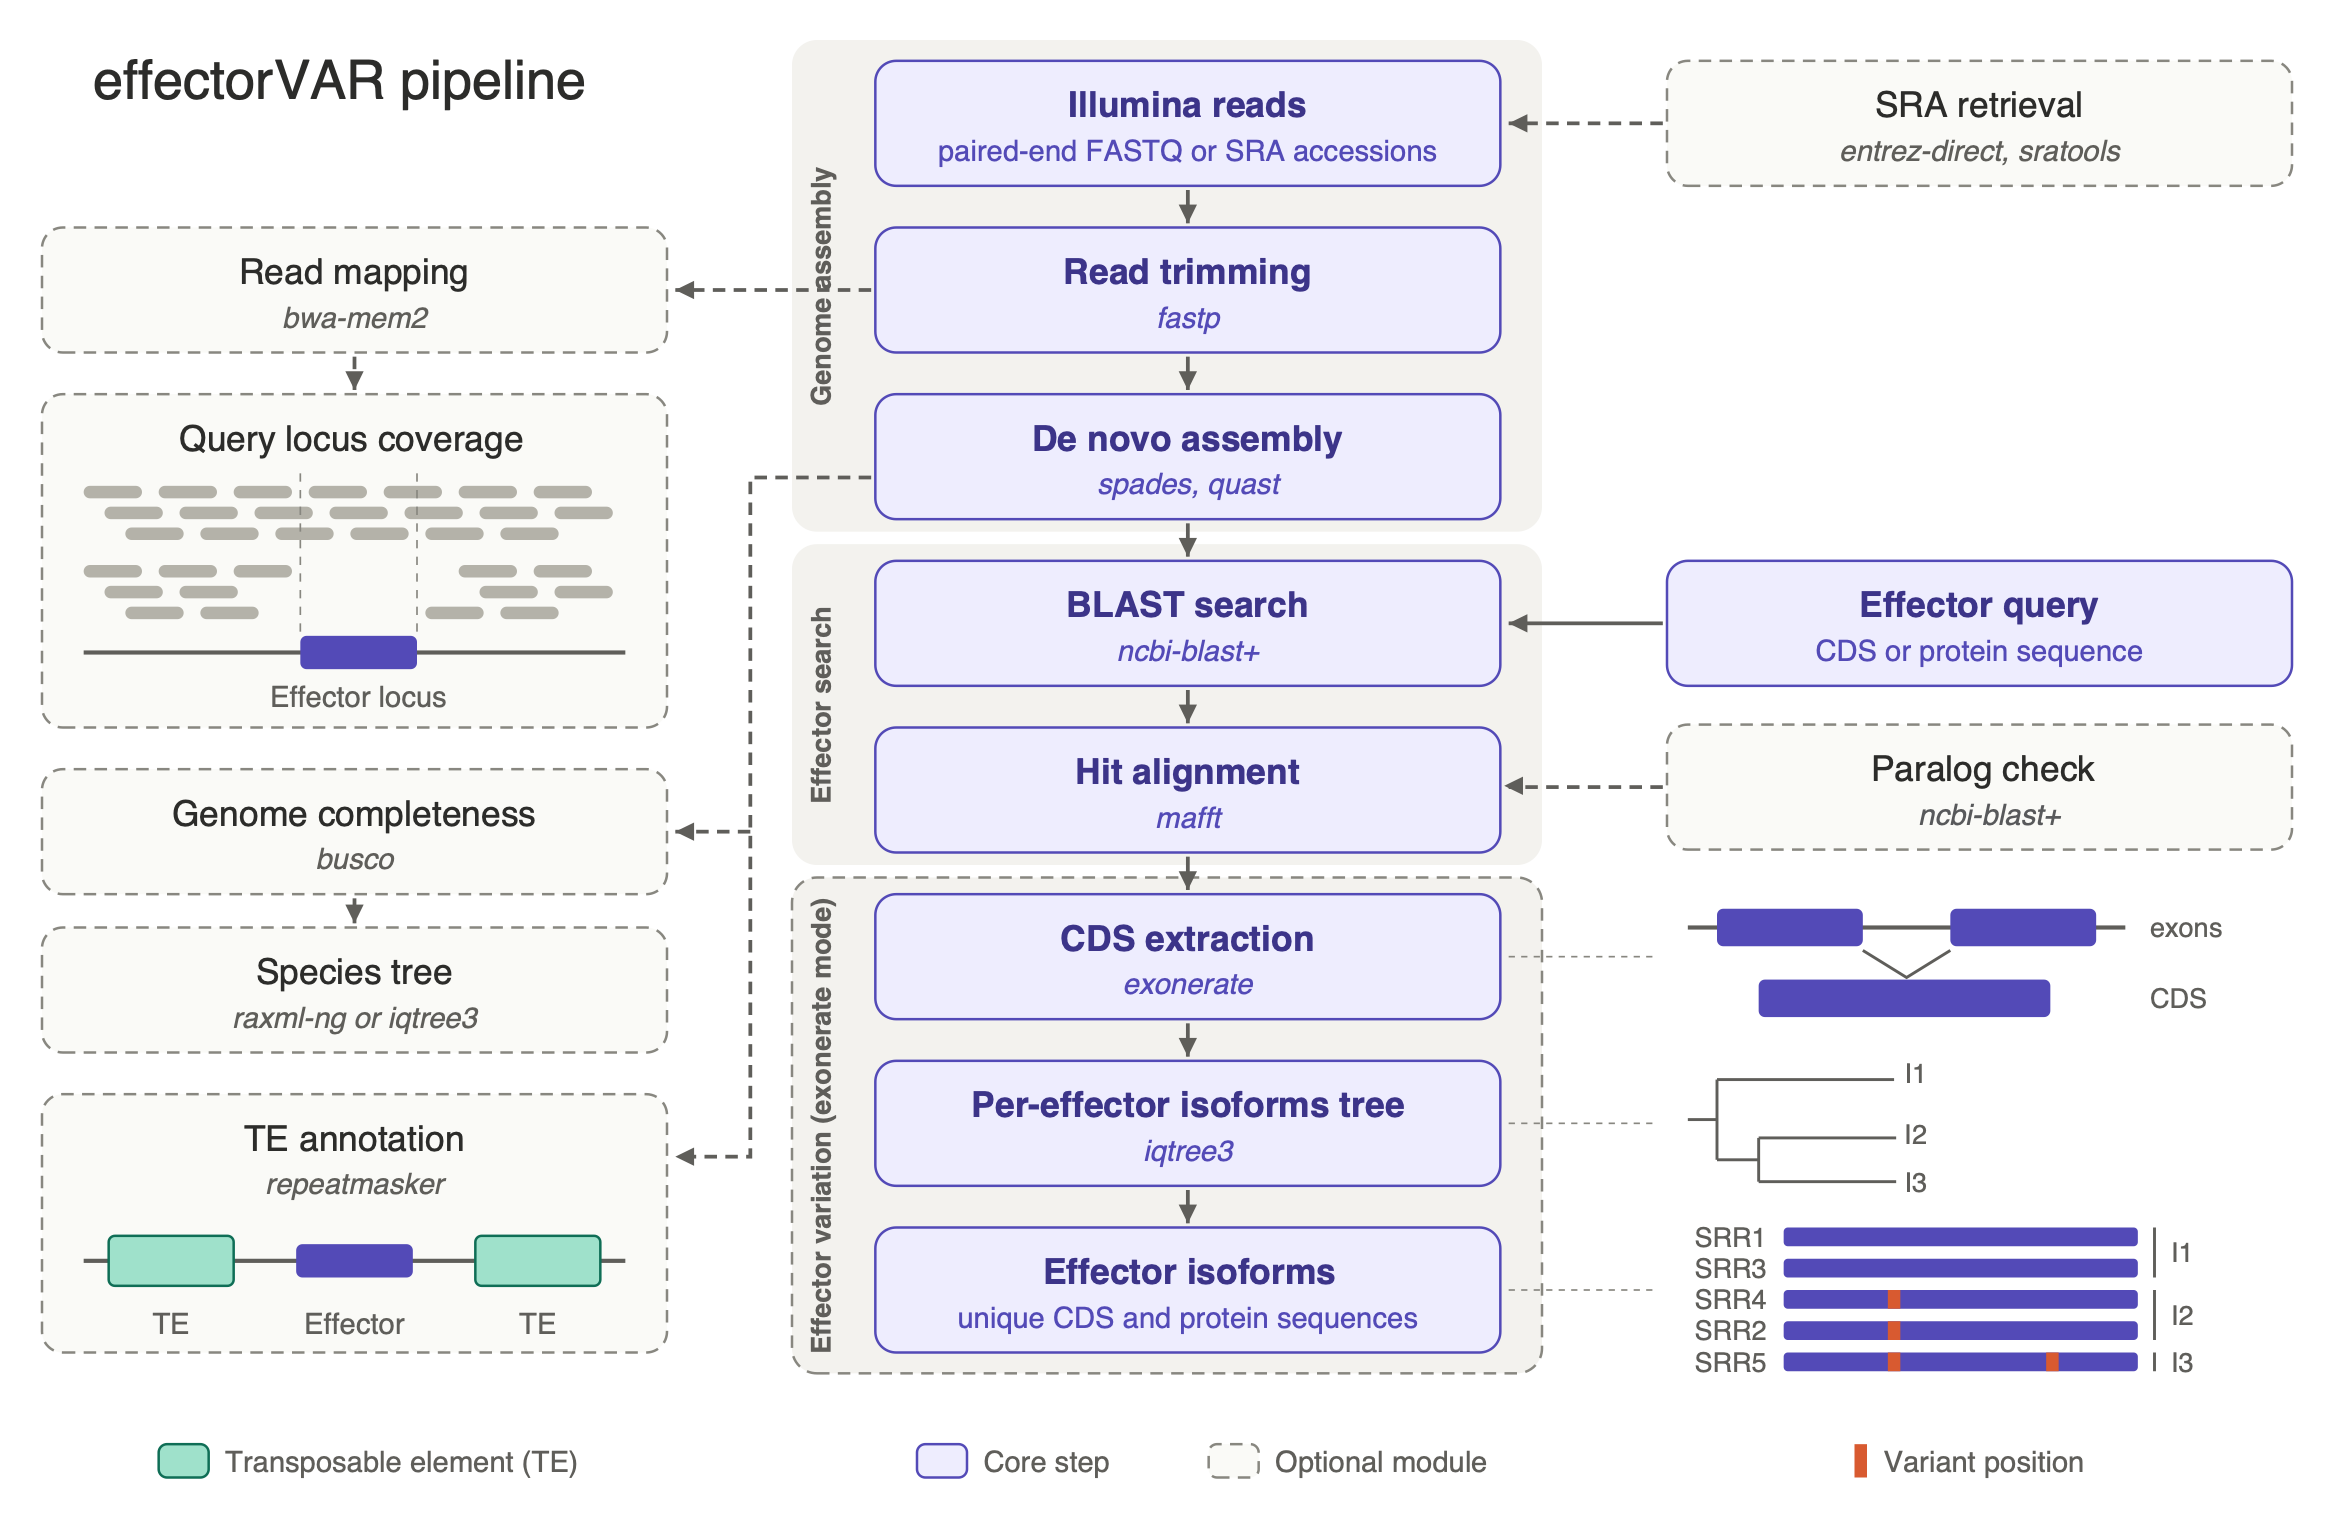 effectorVAR pipeline
Illumina reads
paired-end FASTQ or SRA accessions
SRA retrieval
entrez-direct, sratools
Genome assembly
Read trimming
fastp
Read mapping
bwa-mem2
De novo assembly
spades, quast
Query locus coverage
Effector locus
Effector search
BLAST search
ncbi-blast+
Effector query
CDS or protein sequence
Hit alignment
mafft
Paralog check
ncbi-blast+
Genome completeness
busco
Species tree
raxml-ng or iqtree3
TE annotation
repeatmasker
TE
Effector
TE
Effector variation (exonerate mode)
CDS extraction
exonerate
exons
CDS
Per-effector isoforms tree
iqtree3
I1
I2
I3
Effector isoforms
unique CDS and protein sequences
SRR1
SRR3
SRR4
SRR2
SRR5
I1
I2
I3
Transposable element (TE)
Core step
Optional module
Variant position